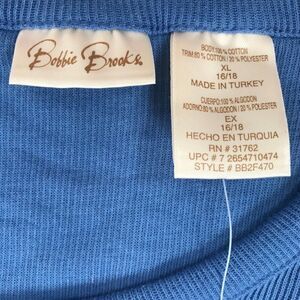 Bobbie Brooks
BODY:100 % COTTON
TRIM:80 % COTTON / 20 % POLYESTER
XL
16/18
MADE IN TURKEY
CUERPO:100 % ALGODON
ADORNO:80 % ALGODON / 20 % POLIESTER
EX
16/18
HECHO EN TURQUIA
RN # 31762
UPC # 7 2654710474
STYLE # BB2F470